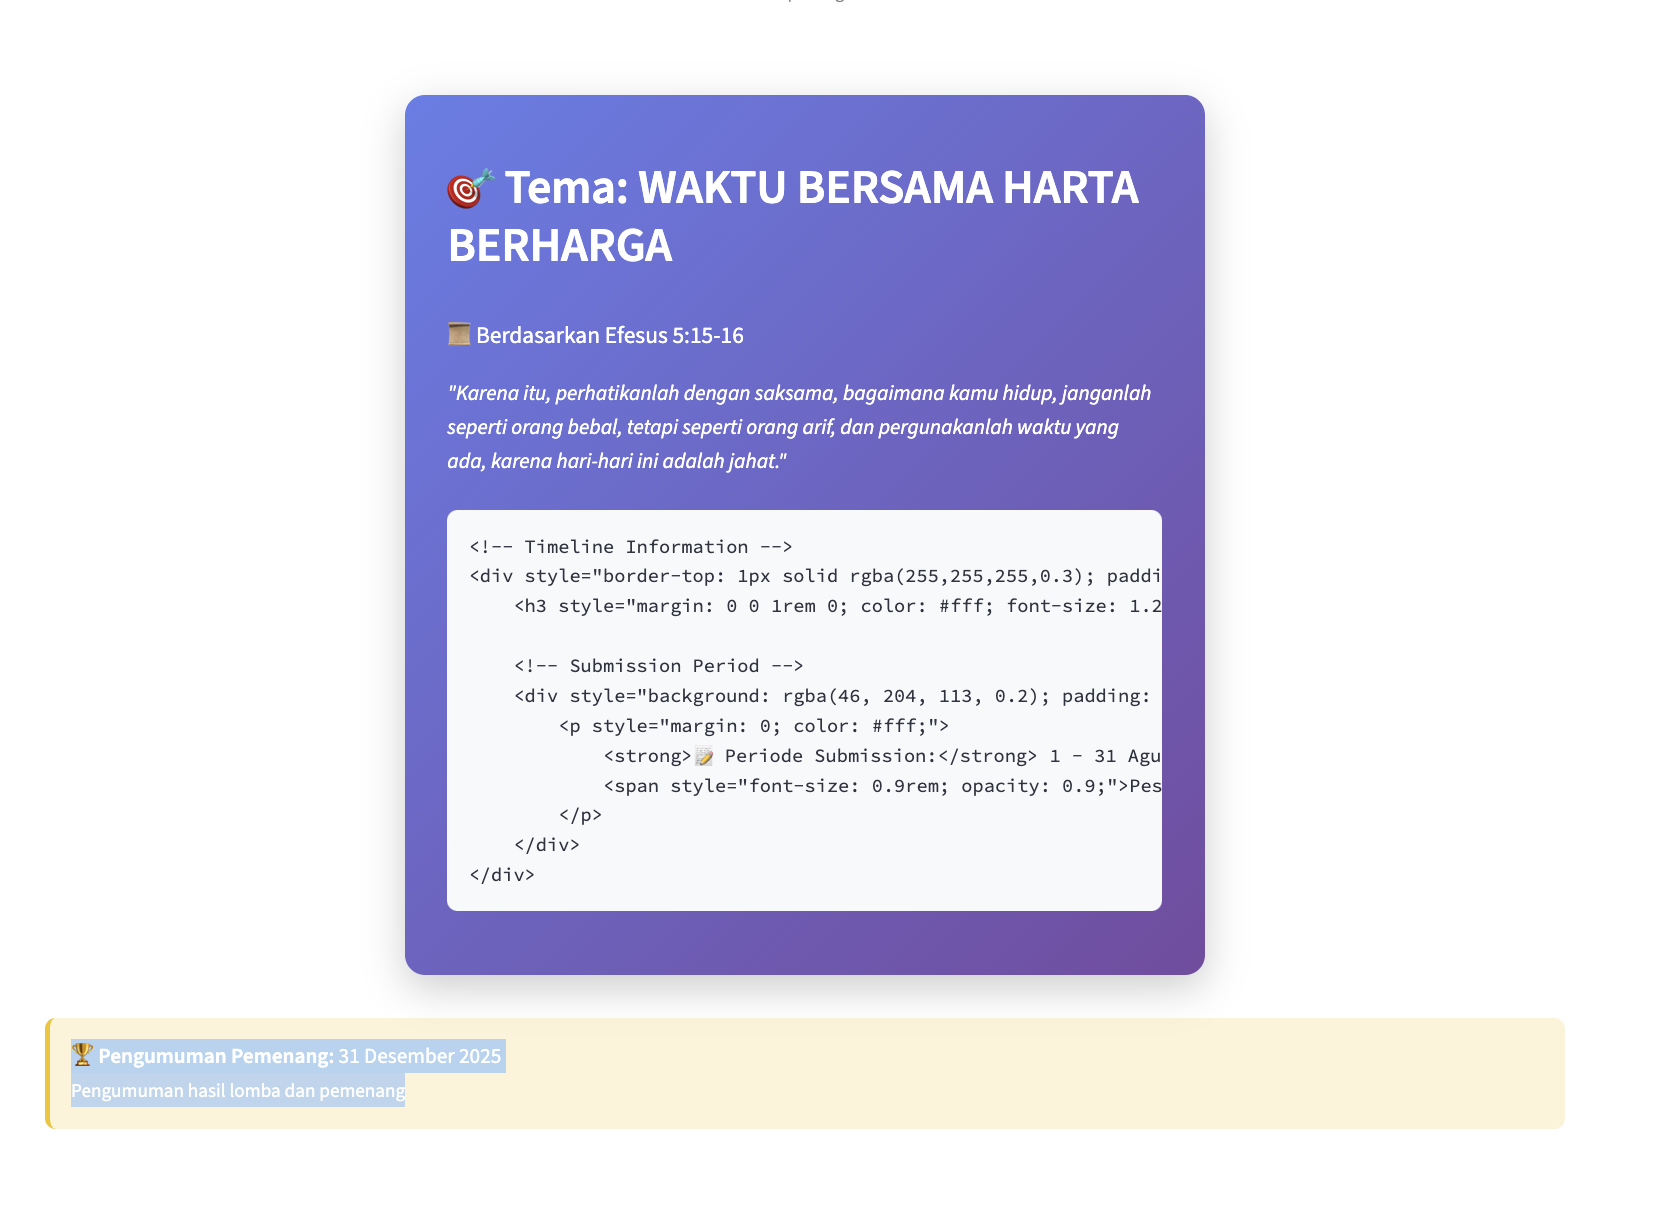 🎯 Tema: WAKTU BERSAMA HARTA
BERHARGA
📜 Berdasarkan Efesus 5:15-16
"Karena itu, perhatikanlah dengan saksama, bagaimana kamu hidup, janganlah
seperti orang bebal, tetapi seperti orang arif, dan pergunakanlah waktu yang
ada, karena hari-hari ini adalah jahat."
<!-- Timeline Information -->
<div style="border-top: 1px solid rgba(255,255,255,0.3); paddi
<h3 style="margin: 0 0 1rem 0; color: #fff; font-size: 1.2
<!-- Submission Period -->
<div style="background: rgba(46, 204, 113, 0.2); padding:
<p style="margin: 0; color: #fff;">
<strong>📝 Periode Submission:</strong> 1 - 31 Agu
<span style="font-size: 0.9rem; opacity: 0.9;">Pes
</p>
</div>
</div>
🏆 Pengumuman Pemenang: 31 Desember 2025
Pengumuman hasil lomba dan pemenang